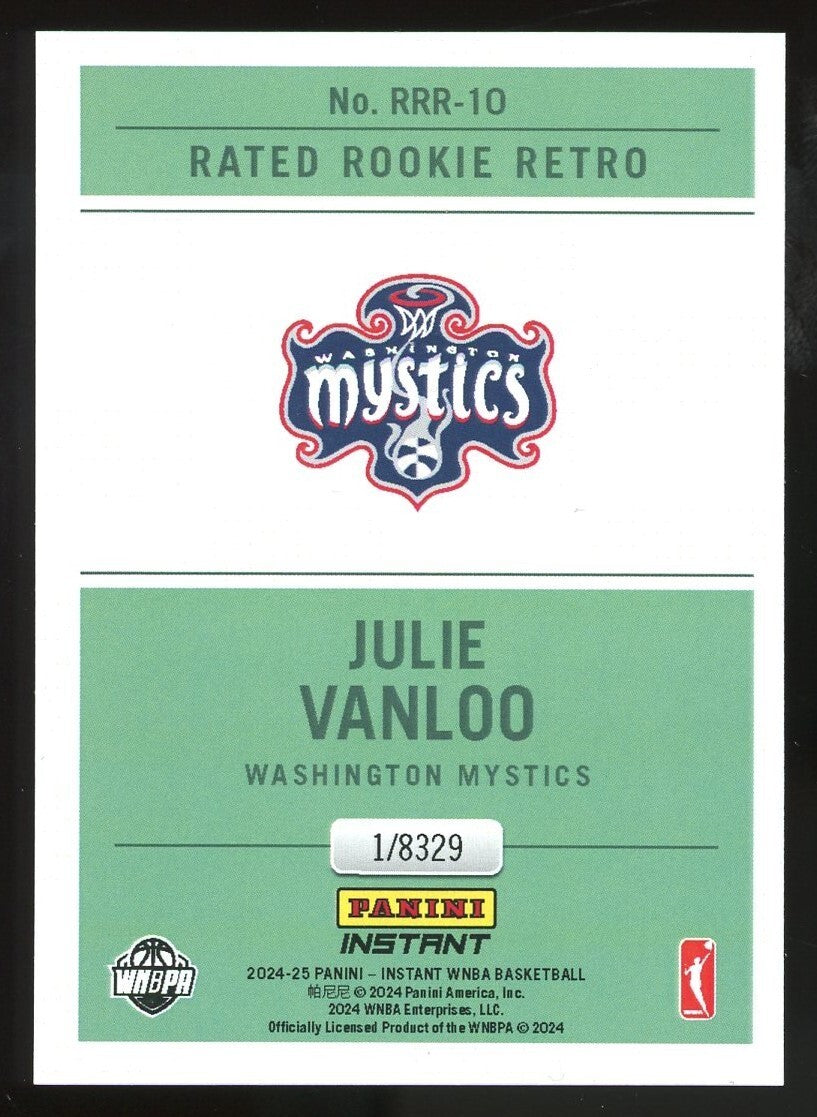 No. RRR-10
RATED ROOKIE RETRO
WASHINGTON
mystics
JULIE
VANLOO
WASHINGTON MYSTICS
1/8329
PANINI
INSTANT
WNBPA
2024-25 PANINI – INSTANT WNBA BASKETBALL
帕尼尼 © 2024 Panini America, Inc.
2024 WNBA Enterprises, LLC.
Officially Licensed Product of the WNBPA © 2024